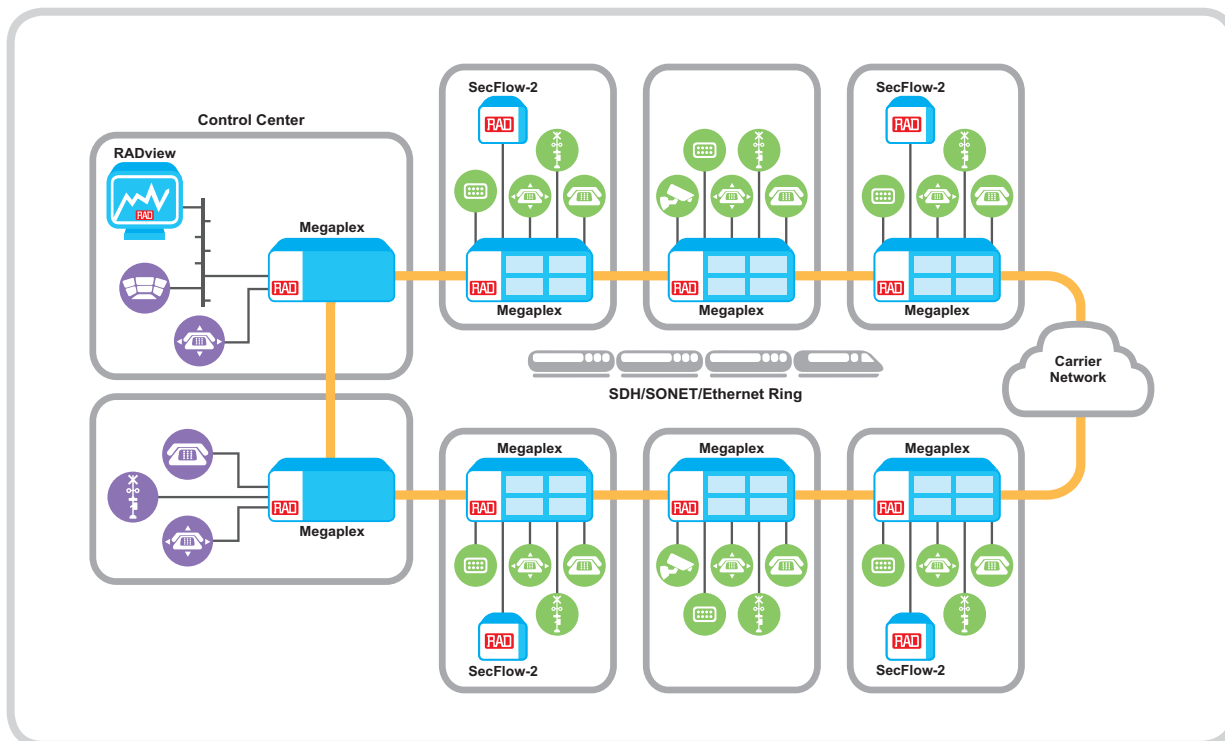 SecFlow-2
SecFlow-2
Control Center
RADview
RAD
RAD
RAD
Megaplex
RAD
RAD
RAD
RAD
Megaplex
Megaplex
Megaplex
Carrier
Network
SDH/SONET/Ethernet Ring
Megaplex
Megaplex
Megaplex
RAD
RAD
RAD
RAD
Megaplex
RAD
RAD
SecFlow-2
SecFlow-2